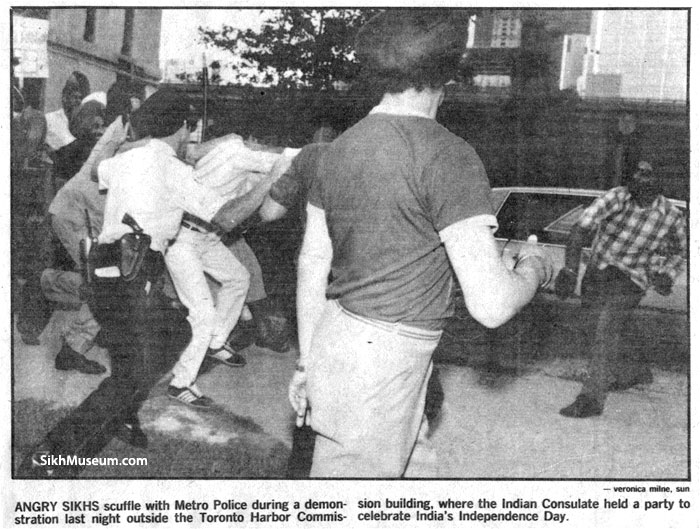 SikhMuseum.com
— veronica milne, sun
ANGRY SIKHS scuffle with Metro Police during a demon-
stration last night outside the Toronto Harbor Commis-
sion building, where the Indian Consulate held a party to
celebrate India's Independence Day.